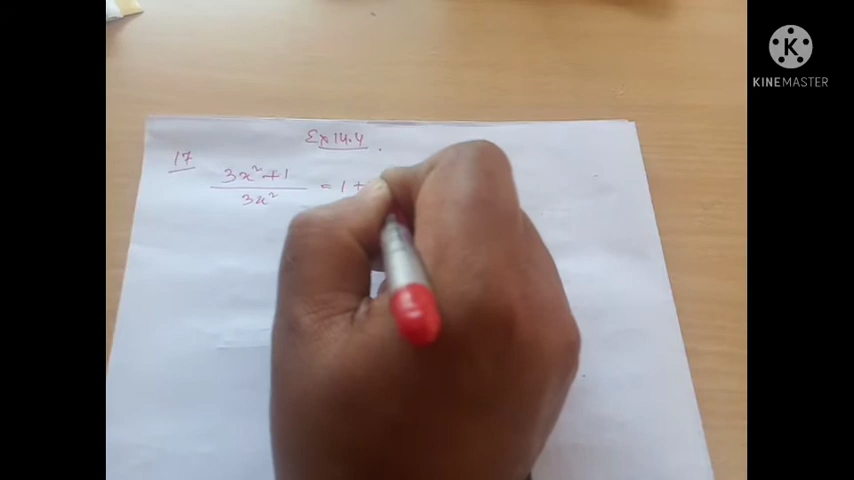 Ex 14.4
17
3x² + 1
= 1 +
3x²
K
KINEMASTER